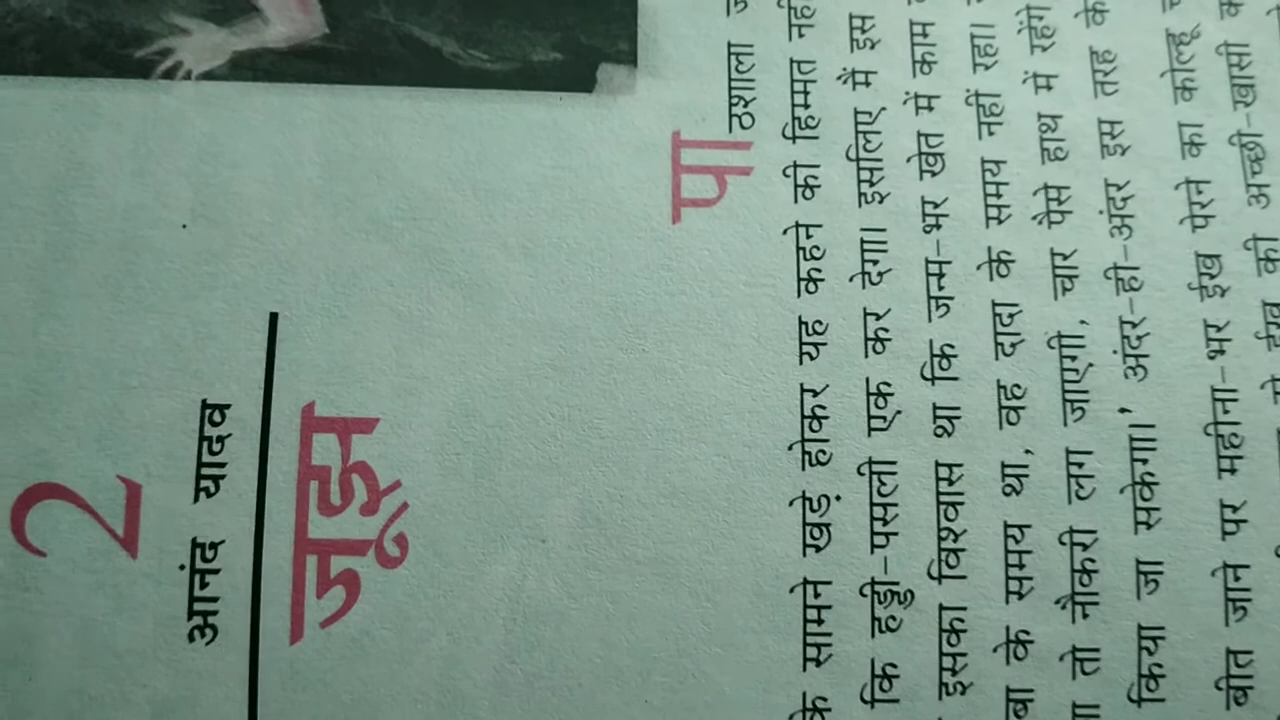 2
आनंद यादव
जूझ
पाठशाला
के सामने खड़े होकर यह कहने की हिम्मत नहीं
कि हड्डी-पसली एक कर देगा। इसलिए मैं इस
इसका विश्वास था कि जन्म-भर खेत में काम
बा के समय था, वह दादा के समय नहीं रहा।
तो नौकरी लग जाएगी, चार पैसे हाथ में रहेंगे
किया जा सकेगा।' अंदर-ही-अंदर इस तरह के
बीत जाने पर महीना-भर ईख पेरने का कोल्हू
ईख की अच्छी-खासी